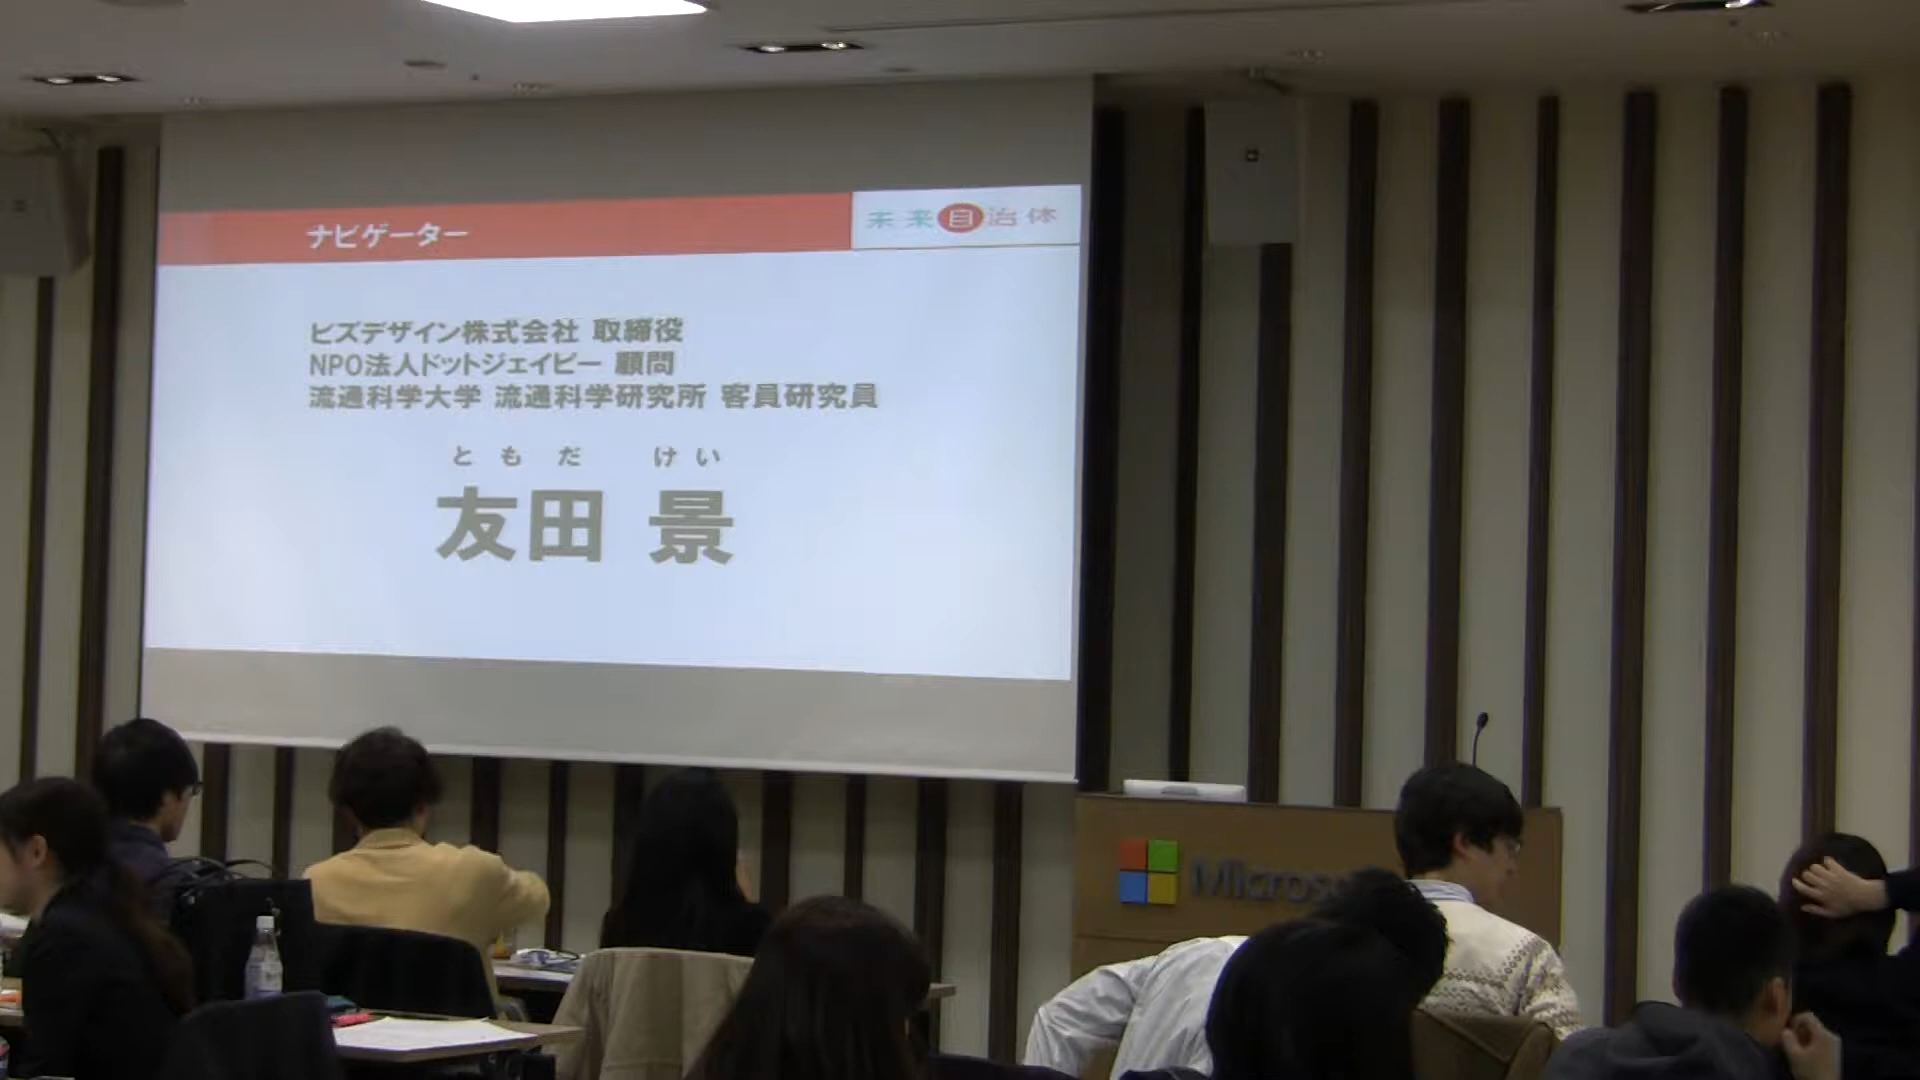 ナビゲーター
未来自治体
ビズデザイン株式会社 取締役
NPO法人ドットジェイピー 顧問
流通科学大学 流通科学研究所 客員研究員
ともだ けい
友田 景